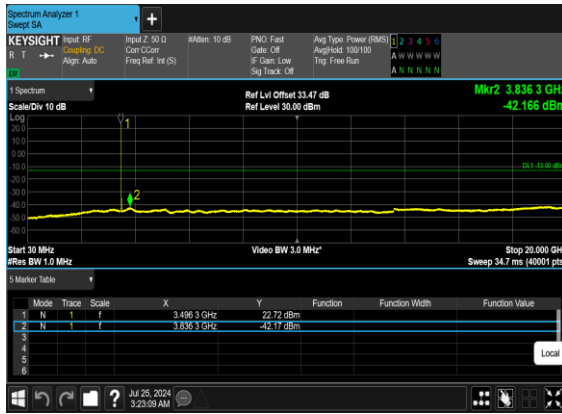 Spectrum Analyzer 1
Swept SA
+
KEYSIGHT Input: RF Input Z: 50 Ω #Atten: 10 dB PNO: Fast Avg Type: Power (RMS) 1 2 3 4 5 6
R T Coupling: DC Corr CCorr Gate: Off Avg|Hold: 100/100 A W W W W W
Align: Auto Freq Ref: Int (S) IF Gain: Low Trig: Free Run
LXI Sig Track: Off A N N N N N
1 Spectrum Ref Lvl Offset 33.47 dB Mkr2 3.836 3 GHz
Scale/Div 10 dB Ref Level 30.00 dBm -42.166 dBm
Log
20.0
10.0
0.00
-10.0
-20.0
-30.0
-40.0
-50.0
-60.0
1
2
DL1 -13.00 dBm
Start 30 MHz Video BW 3.0 MHz* Stop 20.000 GHz
#Res BW 1.0 MHz Sweep 34.7 ms (40001 pts)
5 Marker Table
Mode Trace Scale X Y Function Function Width Function Value
1 N 1 f 3.496 3 GHz 22.72 dBm
2 N 1 f 3.836 3 GHz -42.17 dBm
3
4
5
6
Local
? Jul 25, 2024
3:23:09 AM